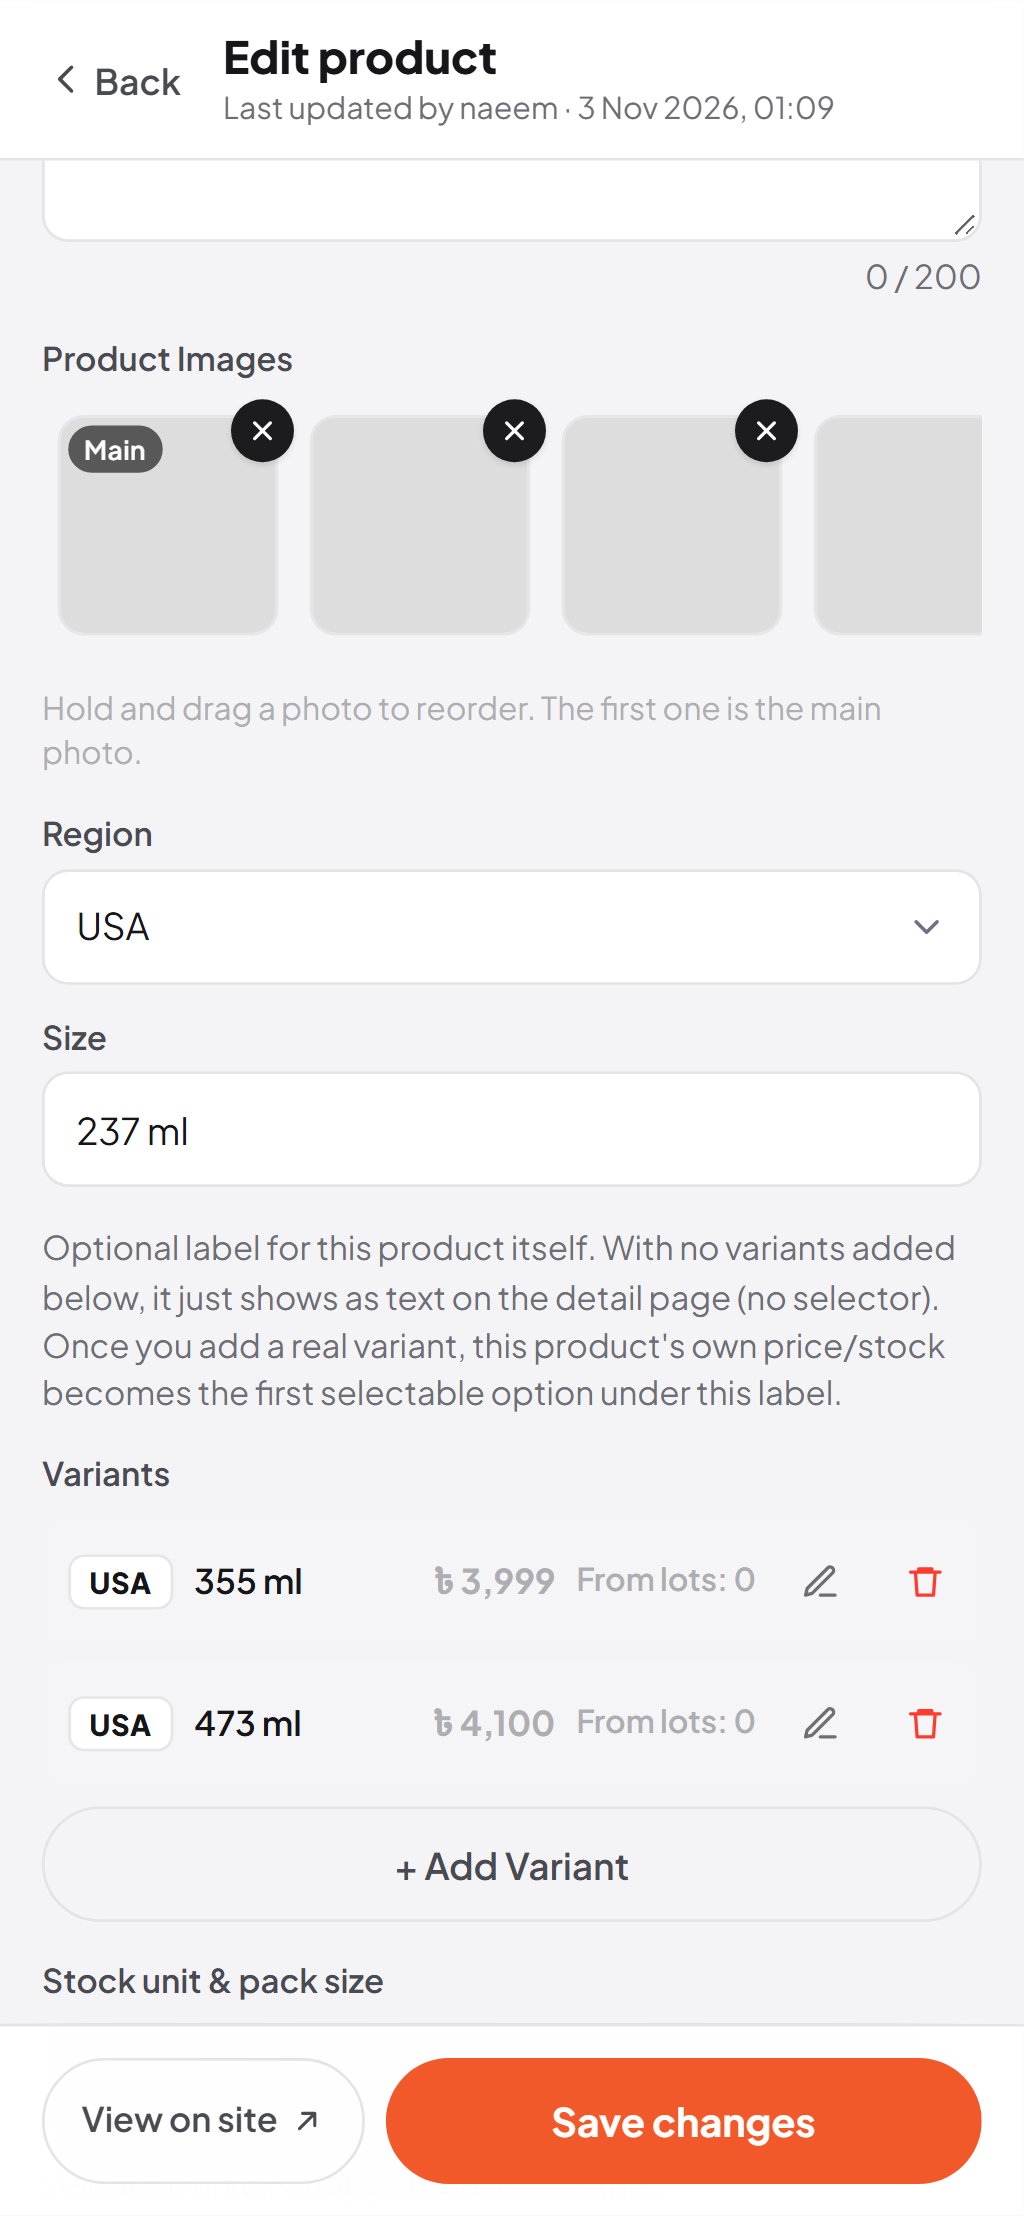 Back
Edit product
Last updated by naeem · 3 Nov 2026, 01:09
0 / 200
Product Images
Main
Hold and drag a photo to reorder. The first one is the main
photo.
Region
USA
Size
237 ml
Optional label for this product itself. With no variants added
below, it just shows as text on the detail page (no selector).
Once you add a real variant, this product's own price/stock
becomes the first selectable option under this label.
Variants
USA 355 ml ৳ 3,999 From lots: 0
USA 473 ml ৳ 4,100 From lots: 0
+ Add Variant
Stock unit & pack size
View on site ↗
Save changes